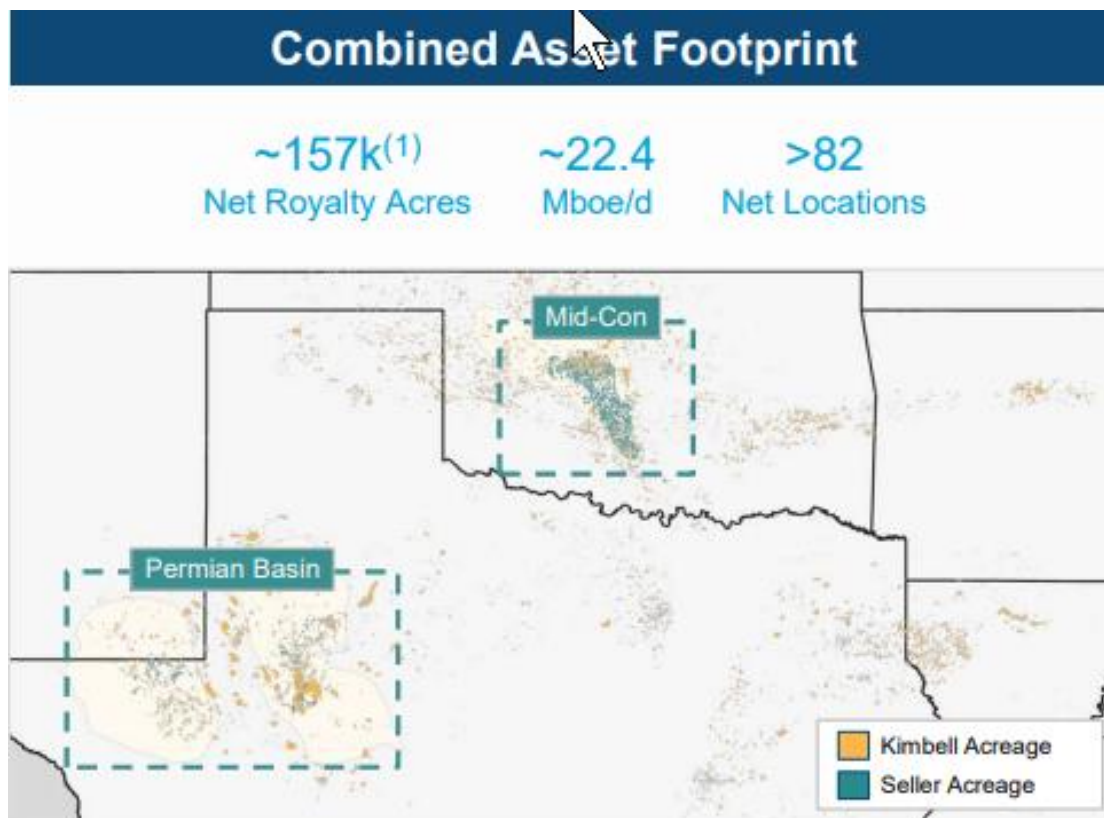 Combined Asset Footprint
~157k(1) ~22.4 >82
Net Royalty Acres Mboe/d Net Locations
Mid-Con
Permian Basin
Kimbell Acreage
Seller Acreage